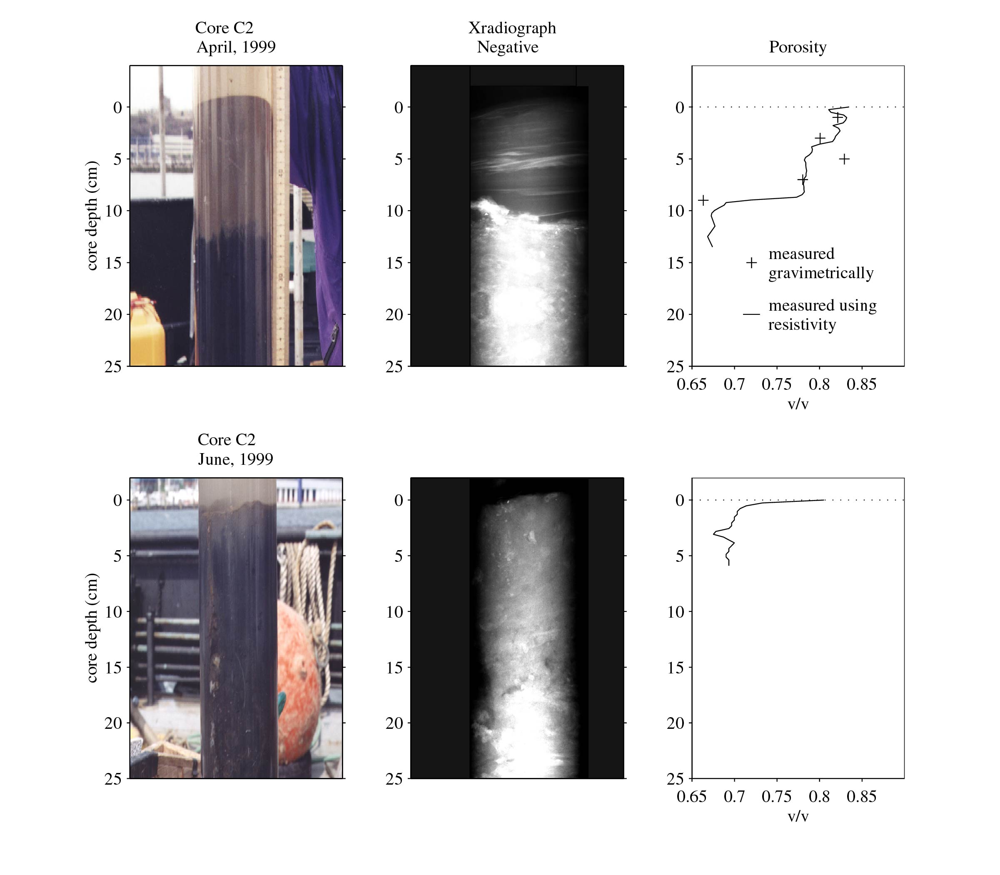 Core C2
April, 1999
Xradiograph
Negative
Porosity
core depth (cm)
0
5
10
15
20
25
0
5
10
15
20
25
0
5
10
15
20
25
measured
gravimetrically
measured using
resistivity
0.65 0.7 0.75 0.8 0.85
v/v
Core C2
June, 1999
core depth (cm)
0
5
10
15
20
25
0
5
10
15
20
25
0
5
10
15
20
25
0.65 0.7 0.75 0.8 0.85
v/v